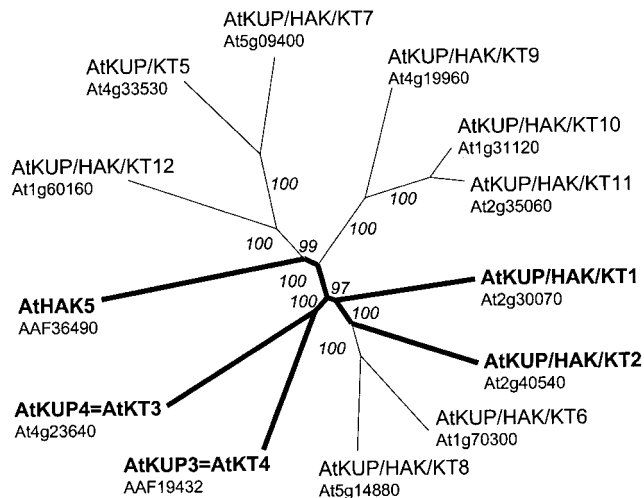 AtKUP/HAK/KT7
At5g09400
AtKUP/KT5
At4g33530
AtKUP/HAK/KT9
At4g19960
AtKUP/HAK/KT10
At1g31120
AtKUP/HAK/KT12
At1g60160
AtKUP/HAK/KT11
At2g35060
100
100
100
100
99
100
97
100
100
100
AtHAK5
AAF36490
AtKUP/HAK/KT1
At2g30070
AtKUP/HAK/KT2
At2g40540
AtKUP4=AtKT3
At4g23640
AtKUP/HAK/KT6
At1g70300
AtKUP3=AtKT4
AAF19432
AtKUP/HAK/KT8
At5g14880